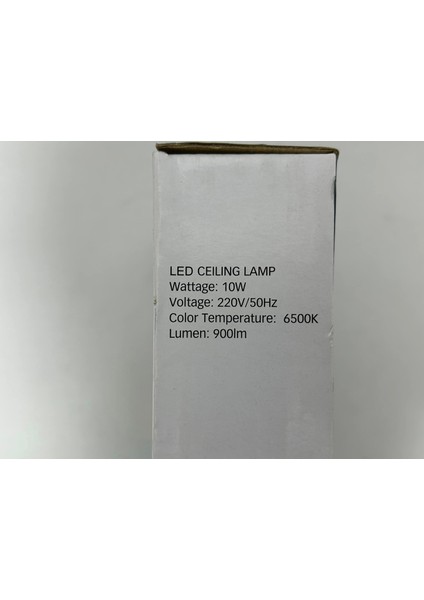 LED CEILING LAMP
Wattage: 10W
Voltage: 220V/50Hz
Color Temperature: 6500K
Lumen: 900lm